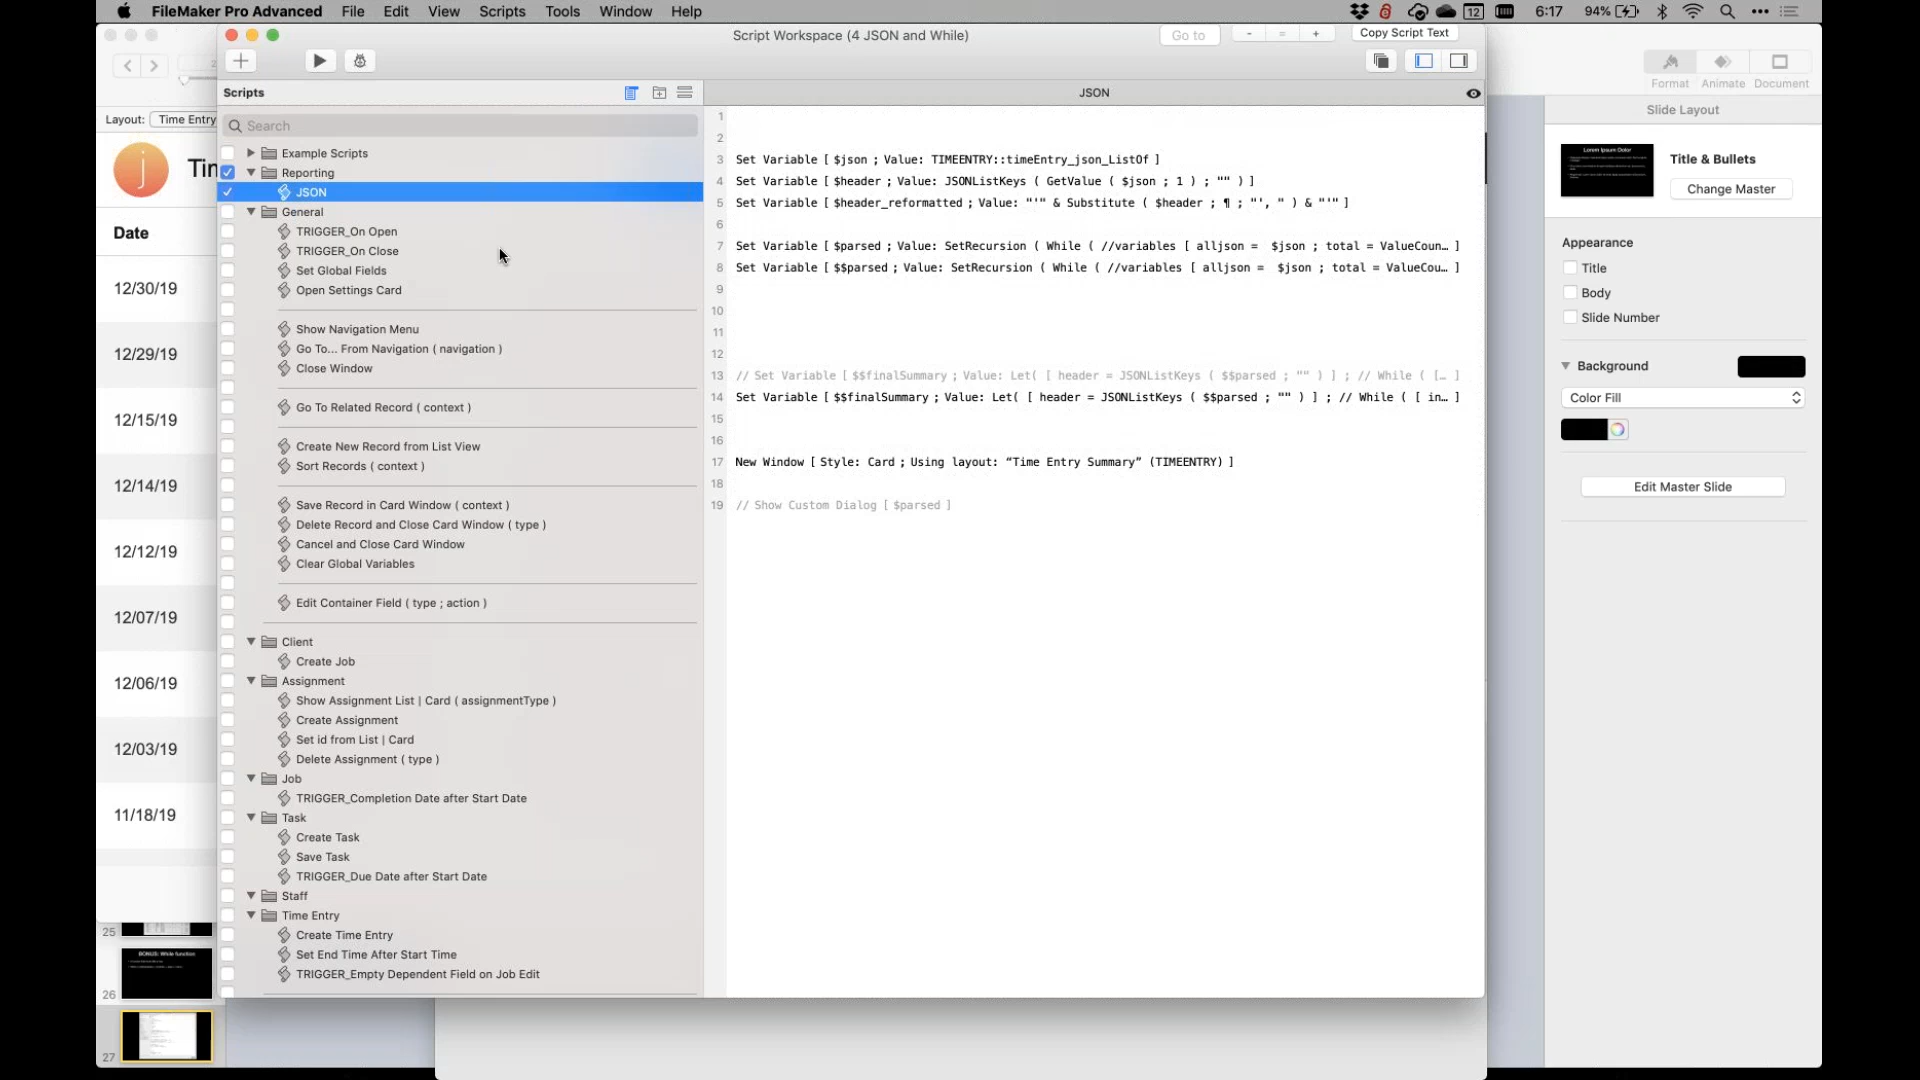 FileMaker Pro Advanced File Edit View Scripts Tools Window Help 12 6:17 94%
Script Workspace (4 JSON and While) Go to - = + Copy Script Text
Format Animate Document
Scripts JSON
Slide Layout
Layout: Time Entry
Search
Tin
Date
12/30/19
12/29/19
12/15/19
12/14/19
12/12/19
12/07/19
12/06/19
12/03/19
11/18/19
25
26
27
BONUS: While function
Example Scripts
Reporting
JSON
General
TRIGGER_On Open
TRIGGER_On Close
Set Global Fields
Open Settings Card
Show Navigation Menu
Go To... From Navigation ( navigation )
Close Window
Go To Related Record ( context )
Create New Record from List View
Sort Records ( context )
Save Record in Card Window ( context )
Delete Record and Close Card Window ( type )
Cancel and Close Card Window
Clear Global Variables
Edit Container Field ( type ; action )
Client
Create Job
Assignment
Show Assignment List | Card ( assignmentType )
Create Assignment
Set id from List | Card
Delete Assignment ( type )
Job
TRIGGER_Completion Date after Start Date
Task
Create Task
Save Task
TRIGGER_Due Date after Start Date
Staff
Time Entry
Create Time Entry
Set End Time After Start Time
TRIGGER_Empty Dependent Field on Job Edit
1
2
3 Set Variable [ $json ; Value: TIMEENTRY::timeEntry_json_ListOf ]
4 Set Variable [ $header ; Value: JSONListKeys ( GetValue ( $json ; 1 ) ; "" ) ]
5 Set Variable [ $header_reformatted ; Value: "'" & Substitute ( $header ; ¶ ; "', " ) & "'" ]
6
7 Set Variable [ $parsed ; Value: SetRecursion ( While ( //variables [ alljson = $json ; total = ValueCoun… ]
8 Set Variable [ $$parsed ; Value: SetRecursion ( While ( //variables [ alljson = $json ; total = ValueCou… ]
9
10
11
12
13 // Set Variable [ $$finalSummary ; Value: Let( [ header = JSONListKeys ( $$parsed ; "" ) ] ; // While ( [… ]
14 Set Variable [ $$finalSummary ; Value: Let( [ header = JSONListKeys ( $$parsed ; "" ) ] ; // While ( [ in… ]
15
16
17 New Window [ Style: Card ; Using layout: “Time Entry Summary” (TIMEENTRY) ]
18
19 // Show Custom Dialog [ $parsed ]
Lorem Ipsum Dolor
Title & Bullets
Change Master
Appearance
Title
Body
Slide Number
Background
Color Fill
Edit Master Slide